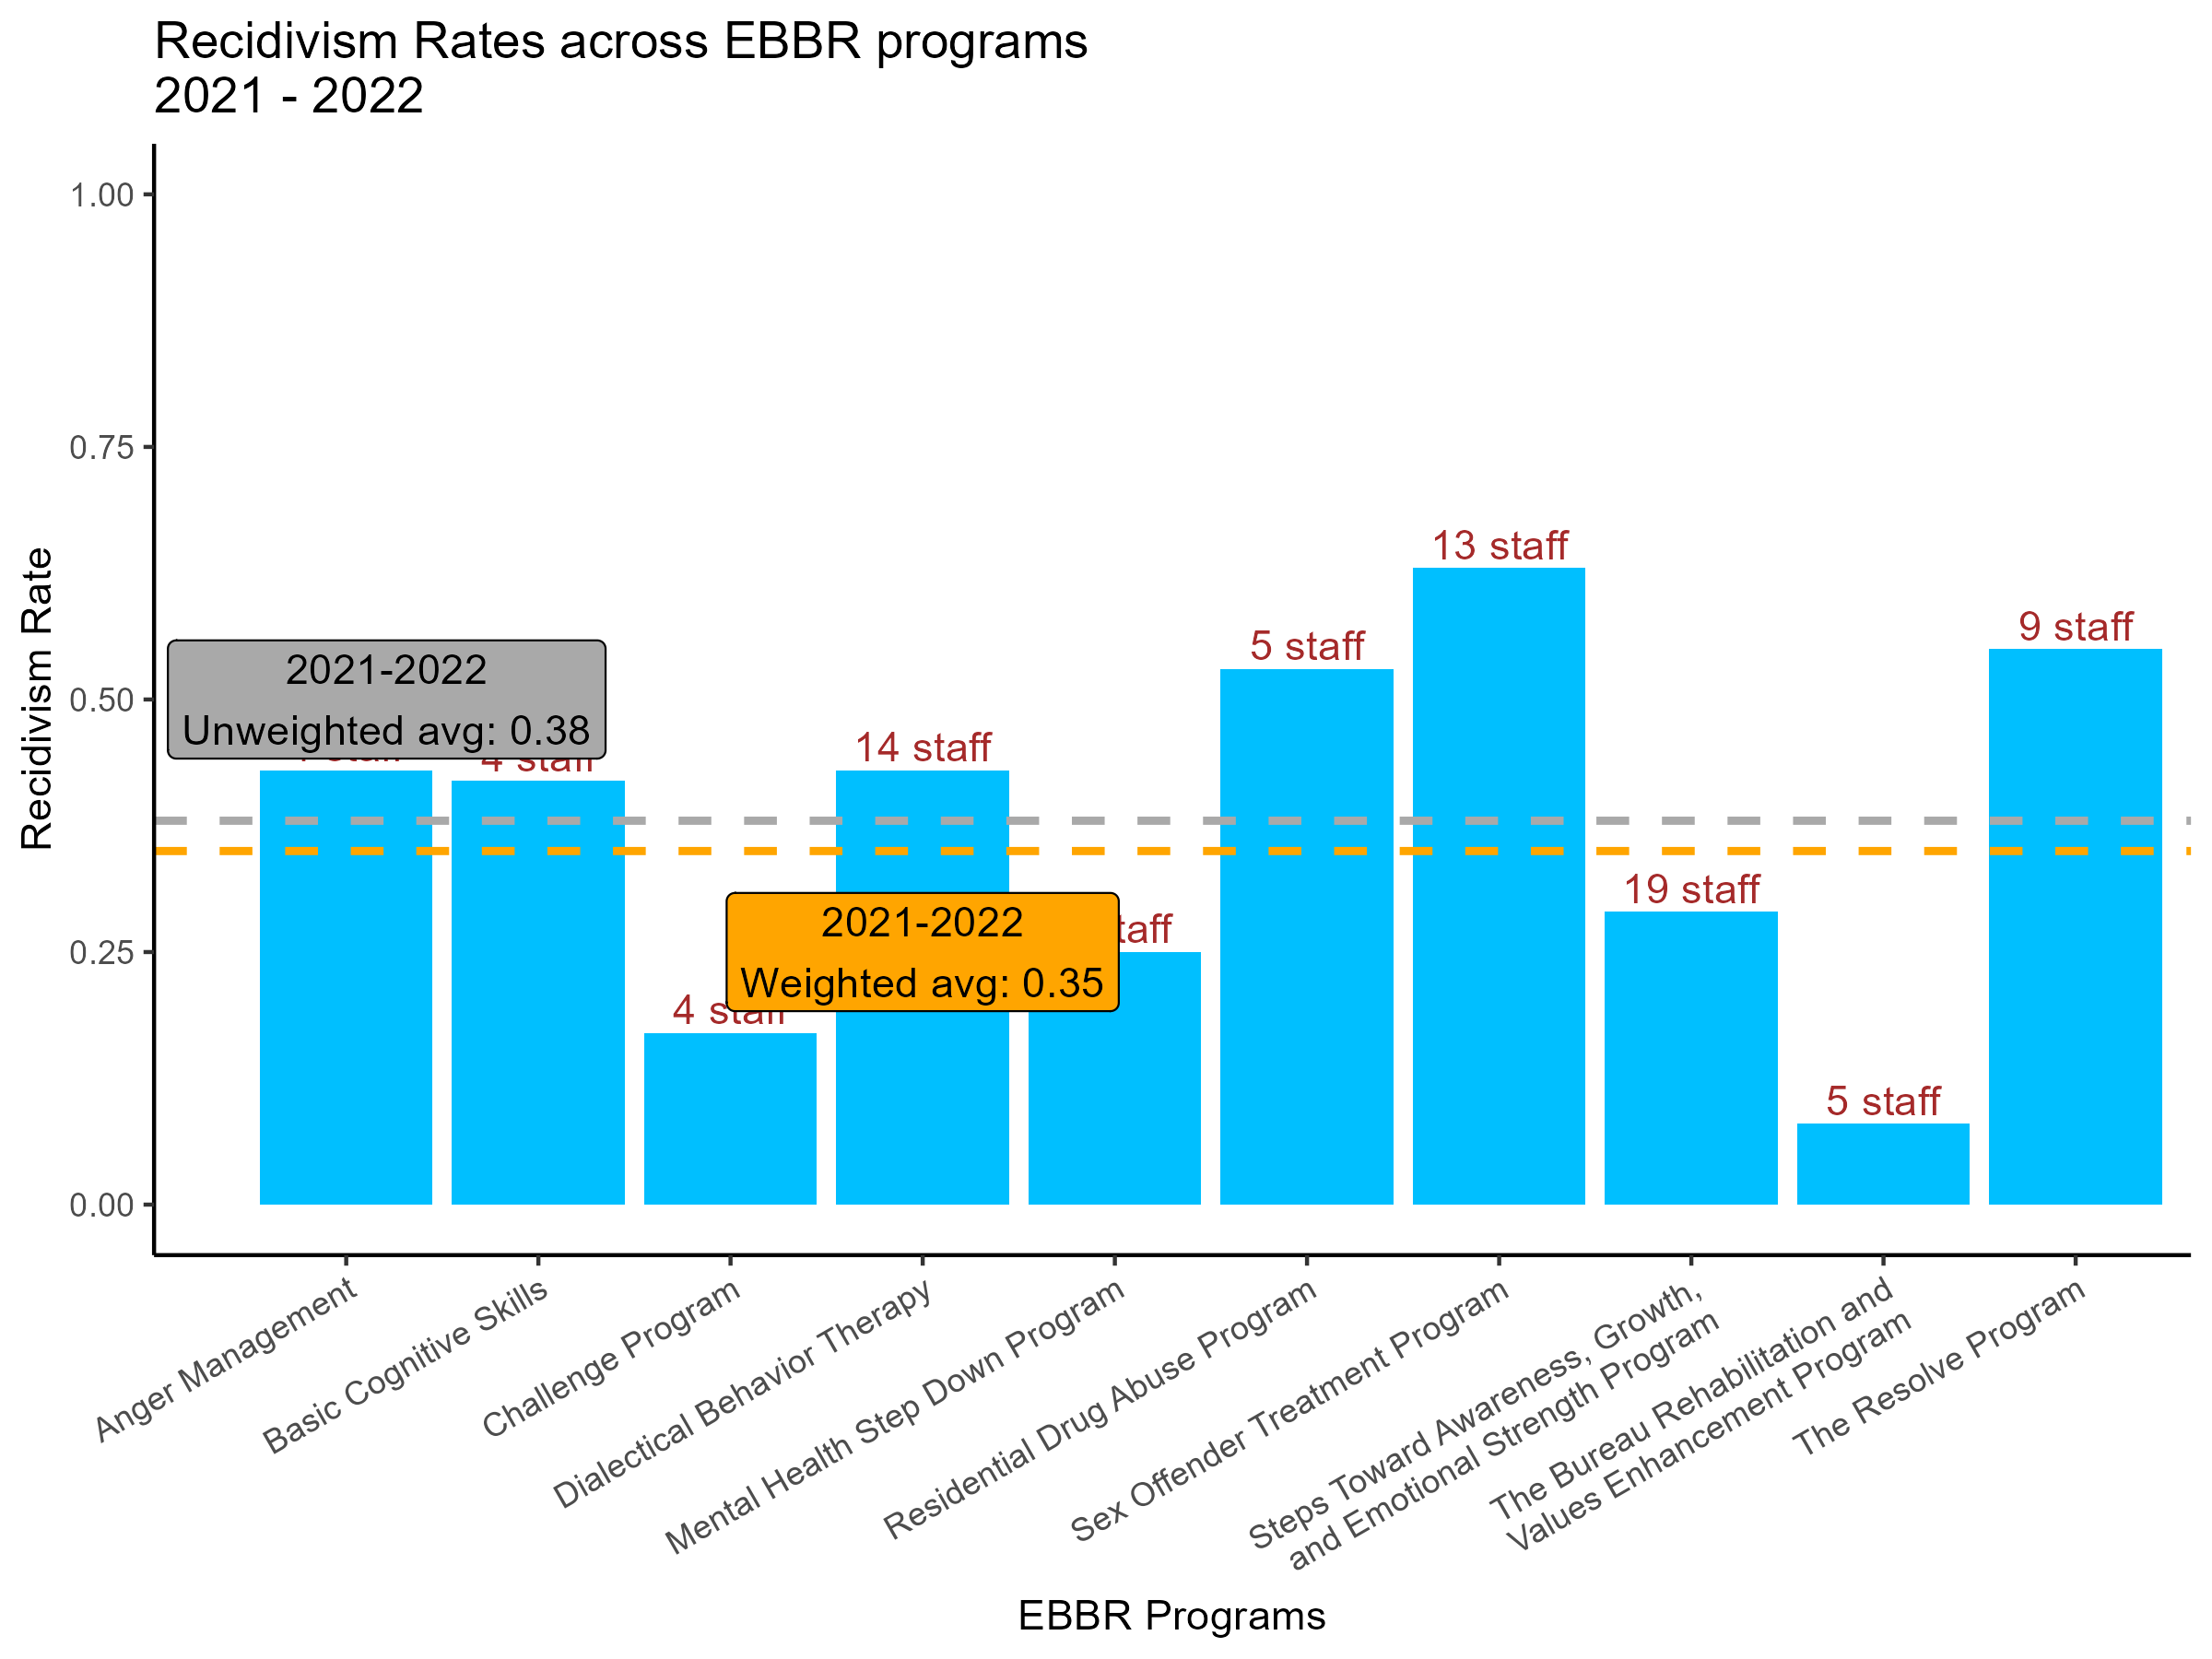 Recidivism Rates across EBBR programs
2021 - 2022
Recidivism Rate
1.00
0.75
0.50
0.25
0.00
13 staff
5 staff
9 staff
2021-2022
Unweighted avg: 0.38
14 staff
staff
4 staff
19 staff
2021-2022
Weighted avg: 0.35
4 staff
5 staff
Anger Management
Basic Cognitive Skills
Challenge Program
Dialectical Behavior Therapy
Mental Health Step Down Program
Residential Drug Abuse Program
Sex Offender Treatment Program
Steps Toward Awareness, Growth,
and Emotional Strength Program
The Bureau Rehabilitation and
Values Enhancement Program
The Resolve Program
EBBR Programs